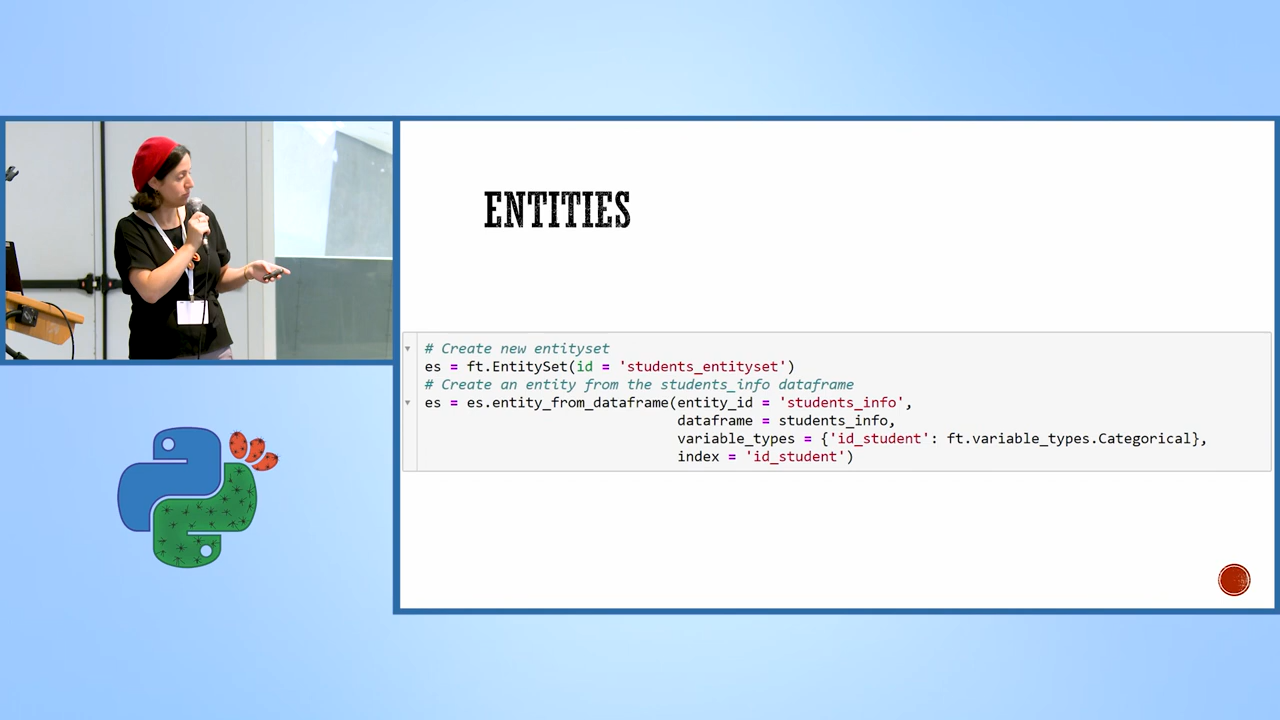 ENTITIES
# Create new entityset
es = ft.EntitySet(id = 'students_entityset')
# Create an entity from the students_info dataframe
es = es.entity_from_dataframe(entity_id = 'students_info',
dataframe = students_info,
variable_types = {'id_student': ft.variable_types.Categorical},
index = 'id_student')